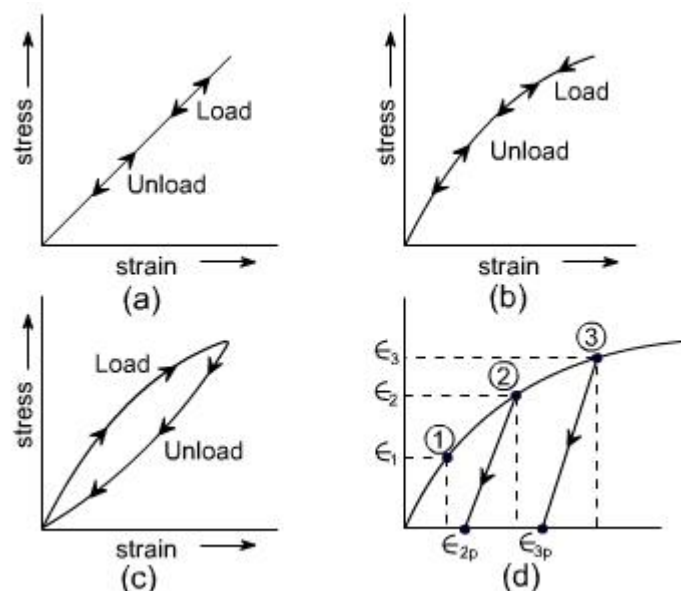 stress
Load
Unload
strain
(a)
stress
Load
Unload
strain
(b)
stress
Load
Unload
strain
(c)
∈3
∈2
∈1
①
②
③
∈2p
∈3p
(d)